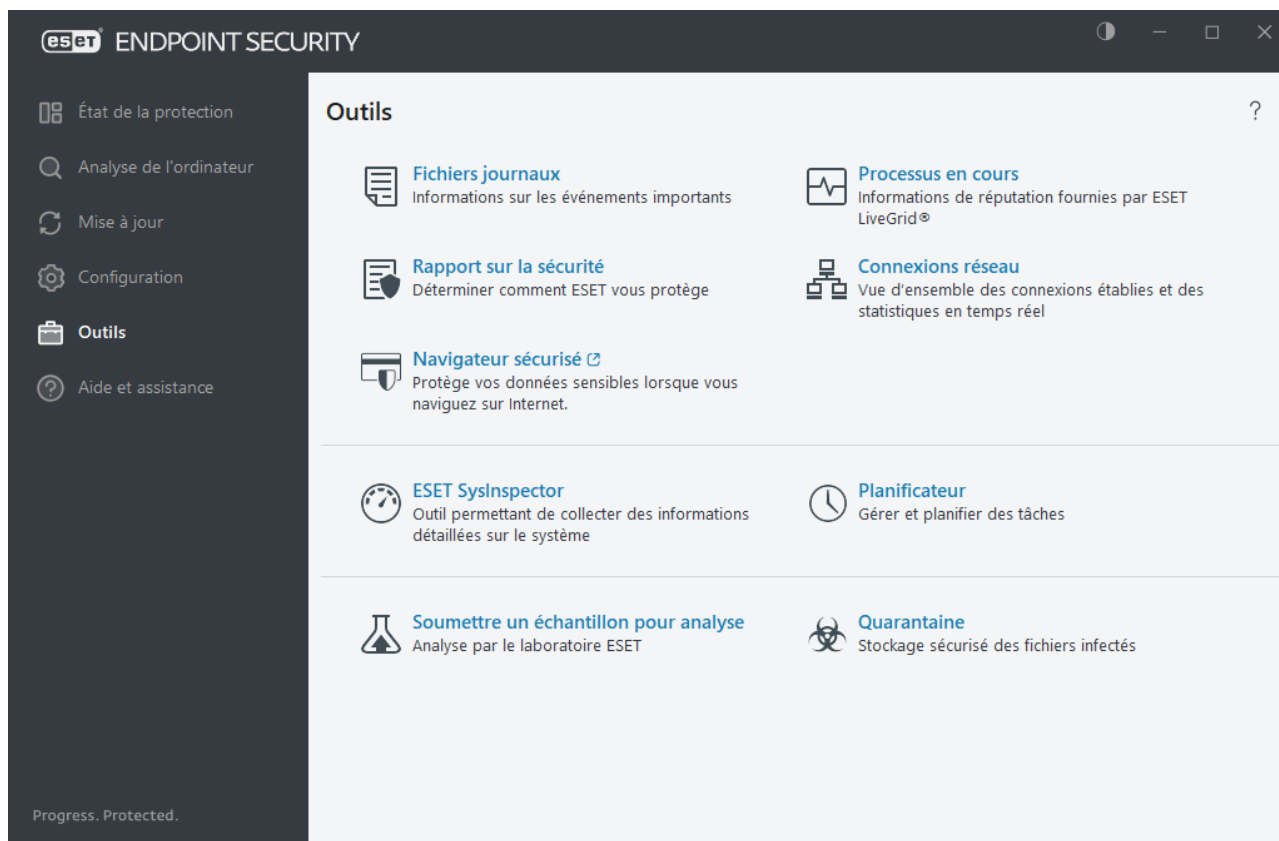 eset ENDPOINT SECURITY
État de la protection
Analyse de l'ordinateur
Mise à jour
Configuration
Outils
Aide et assistance
Progress. Protected.
Outils
?
Fichiers journaux
Informations sur les événements importants
Processus en cours
Informations de réputation fournies par ESET
LiveGrid®
Rapport sur la sécurité
Déterminer comment ESET vous protège
Connexions réseau
Vue d'ensemble des connexions établies et des
statistiques en temps réel
Navigateur sécurisé
Protège vos données sensibles lorsque vous
naviguez sur Internet.
ESET SysInspector
Outil permettant de collecter des informations
détaillées sur le système
Planificateur
Gérer et planifier des tâches
Soumettre un échantillon pour analyse
Analyse par le laboratoire ESET
Quarantaine
Stockage sécurisé des fichiers infectés